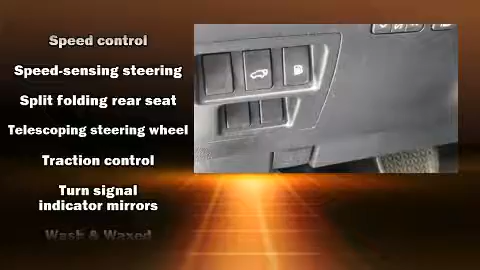 Speed control
Speed-sensing steering
Split folding rear seat
Telescoping steering wheel
Traction control
Turn signal
indicator mirrors
Wash & Waxed